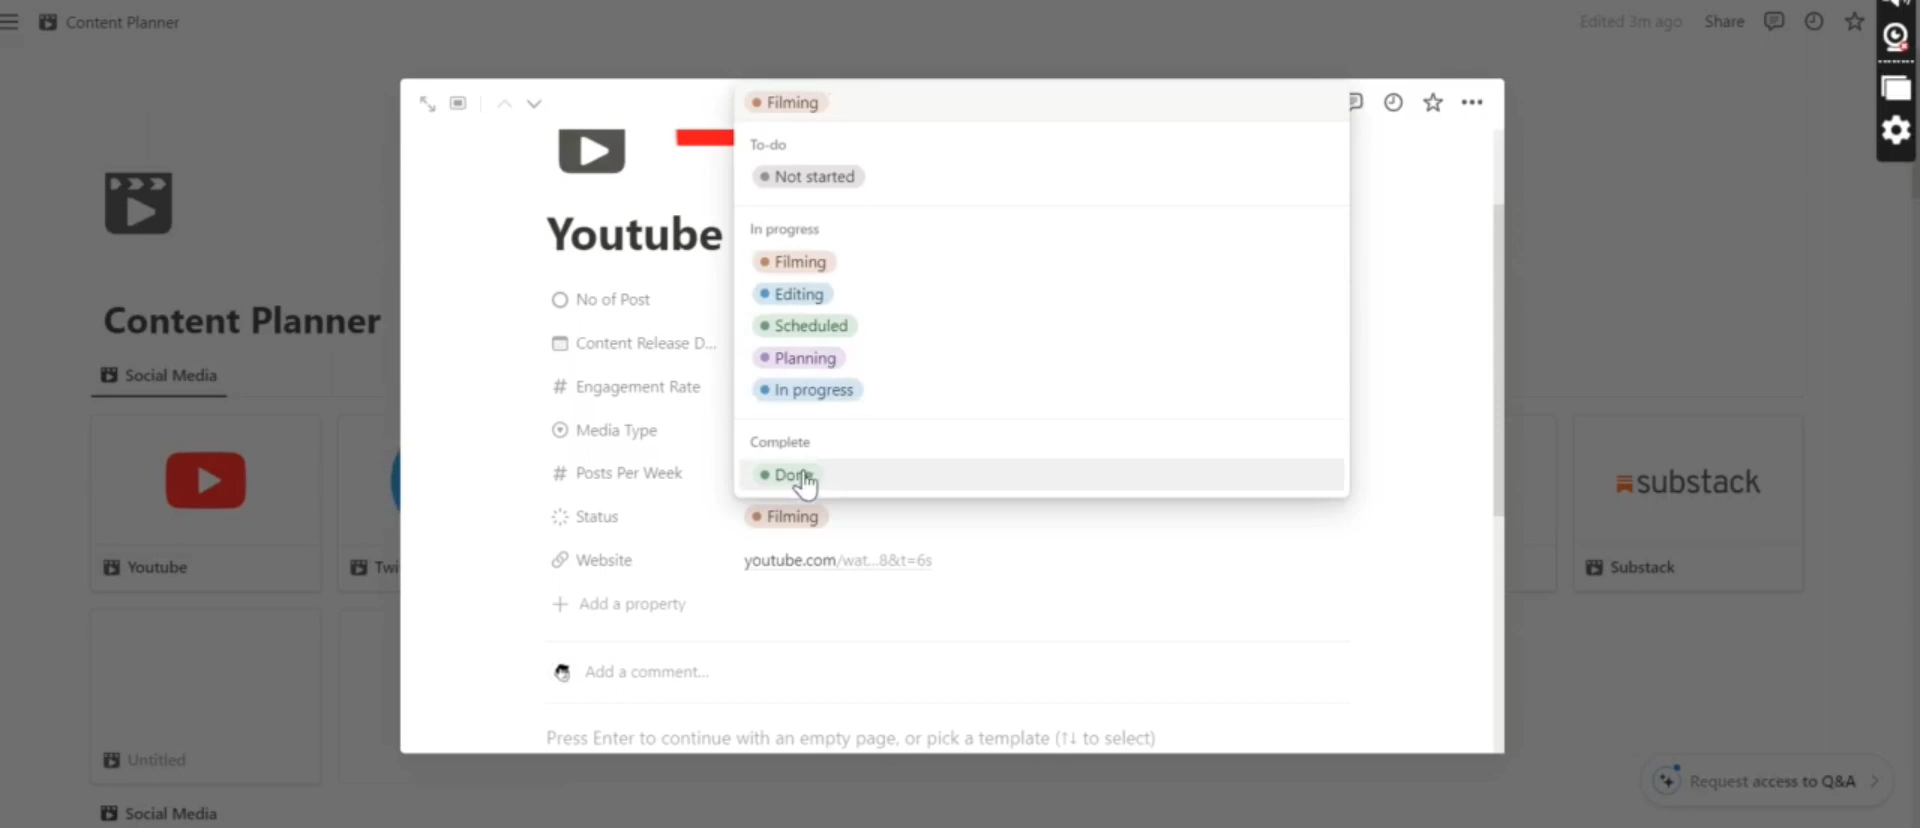 Content Planner
Edited 3m ago
Share
Filming
To-do
Not started
In progress
Filming
Editing
Scheduled
Planning
In progress
Complete
Youtube
No of Post
Content Release D...
# Engagement Rate
Media Type
# Posts Per Week
Status
Filming
Website
youtube.com/wat...8&t=6s
Add a property
Add a comment...
Press Enter to continue with an empty page, or pick a template (↑↓ to select)
Content Planner
Social Media
Youtube
Twi
substack
Substack
Untitled
Social Media
Request access to Q&A